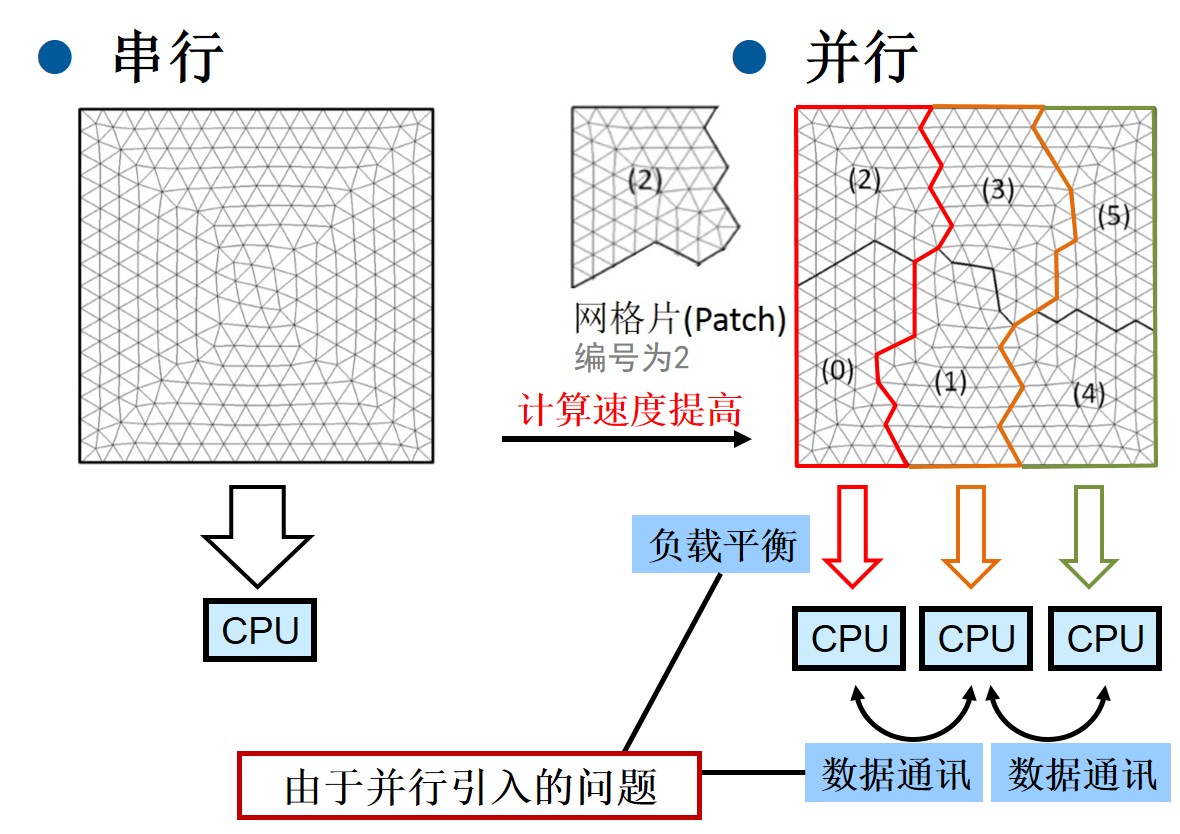 串行
并行
(2)
(2)
(3)
(5)
网格片(Patch)
编号为2
计算速度提高
(0)
(1)
(4)
负载平衡
CPU
CPU
CPU
CPU
由于并行引入的问题
数据通讯
数据通讯